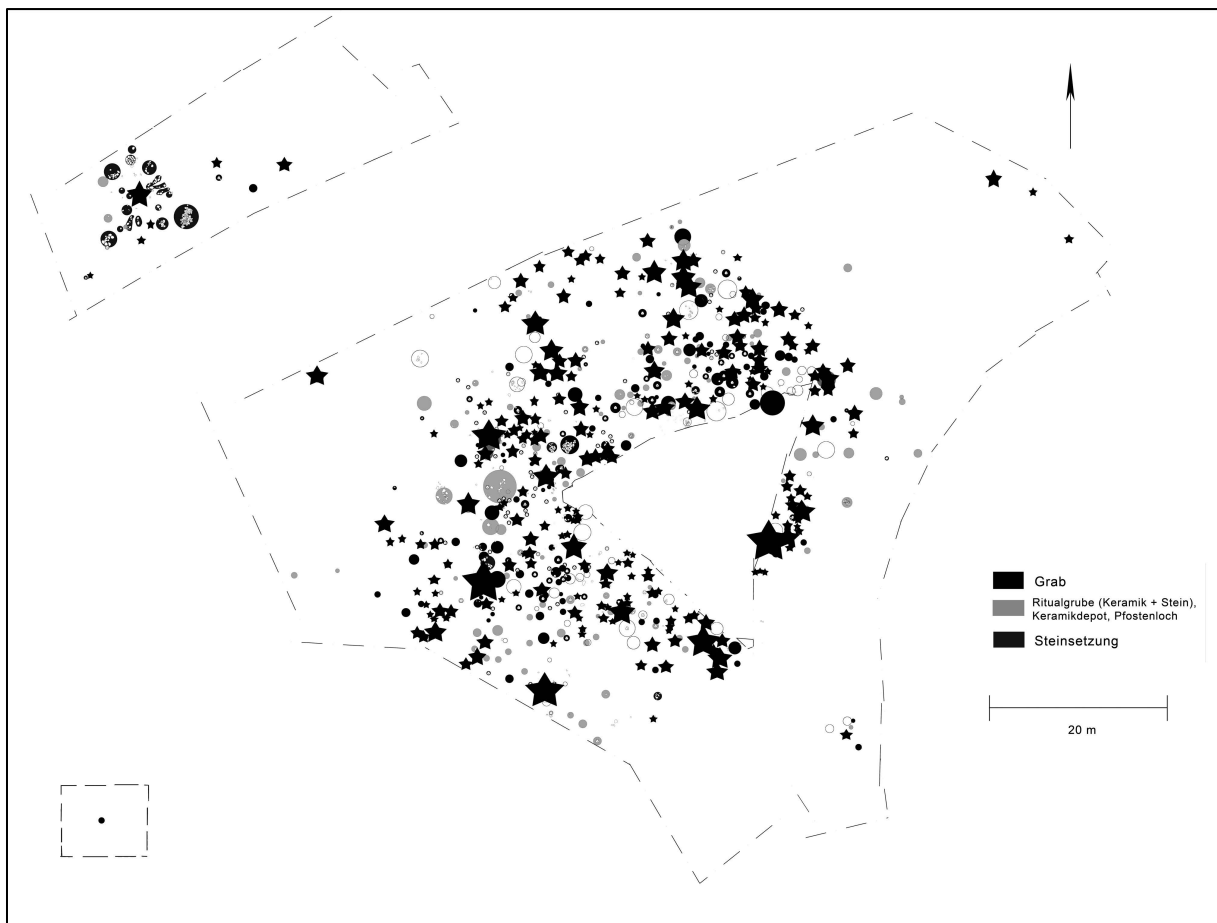 Grab
Ritualgrube (Keramik + Stein),
Keramikdepot, Pfostenloch
Steinsetzung
20 m